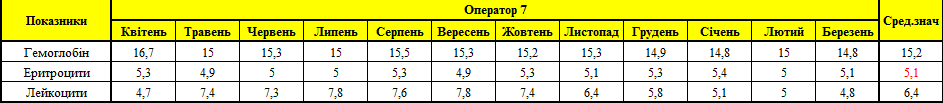 Показники Оператор 7 Сред.знач
Квітень Травень Червень Липень Серпень Вересень Жовтень Листопад Грудень Січень Лютий Березень
Гемоглобін 16,7 15 15,3 15 15,5 15,3 15,2 15,3 14,9 14,8 15 14,8 15,2
Еритроцити 5,3 4,9 5 5 5,3 4,9 5,3 5,1 5,3 5,4 5 5,1 5,1
Лейкоцити 4,7 7,4 7,3 7,8 7,6 7,8 7,4 6,4 5,8 5,1 5 4,8 6,4